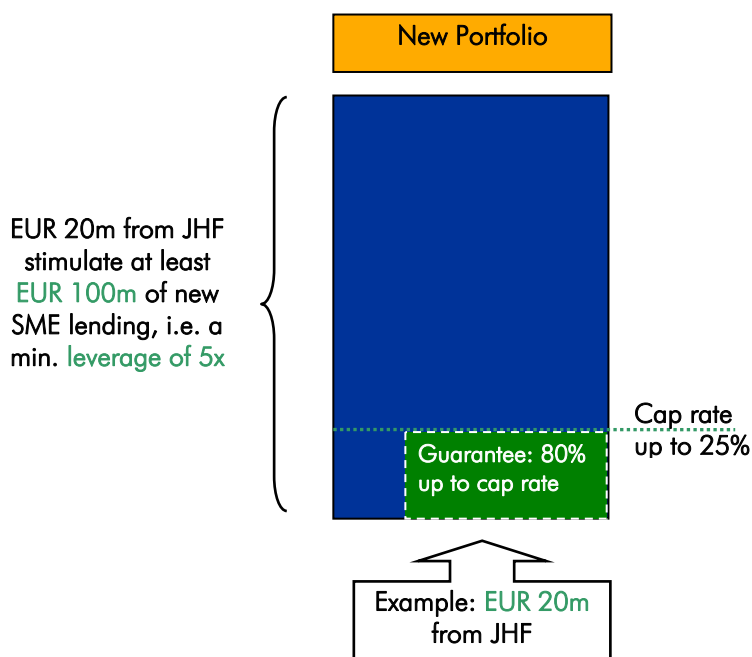 New Portfolio
EUR 20m from JHF
stimulate at least
EUR 100m of new
SME lending, i.e. a
min. leverage of 5x
Cap rate
up to 25%
Guarantee: 80%
up to cap rate
Example: EUR 20m
from JHF